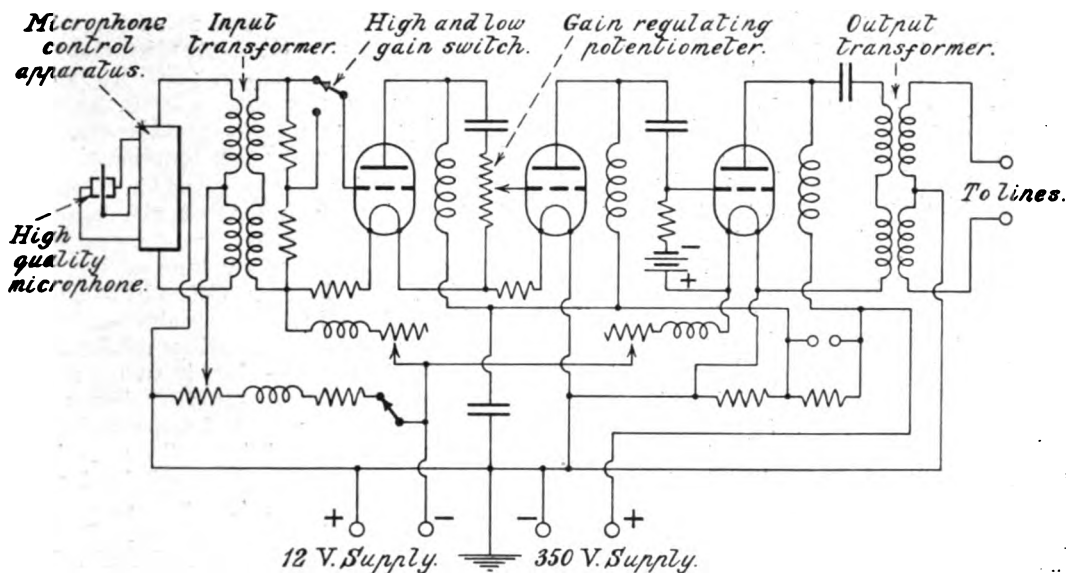 Microphone
control
apparatus.
Input
transformer.
High and low
gain switch.
Gain regulating
potentiometer.
Output
transformer.
High
quality
microphone.
To lines.
-
+
+ -
- +
12 V. Supply.
350 V. Supply.